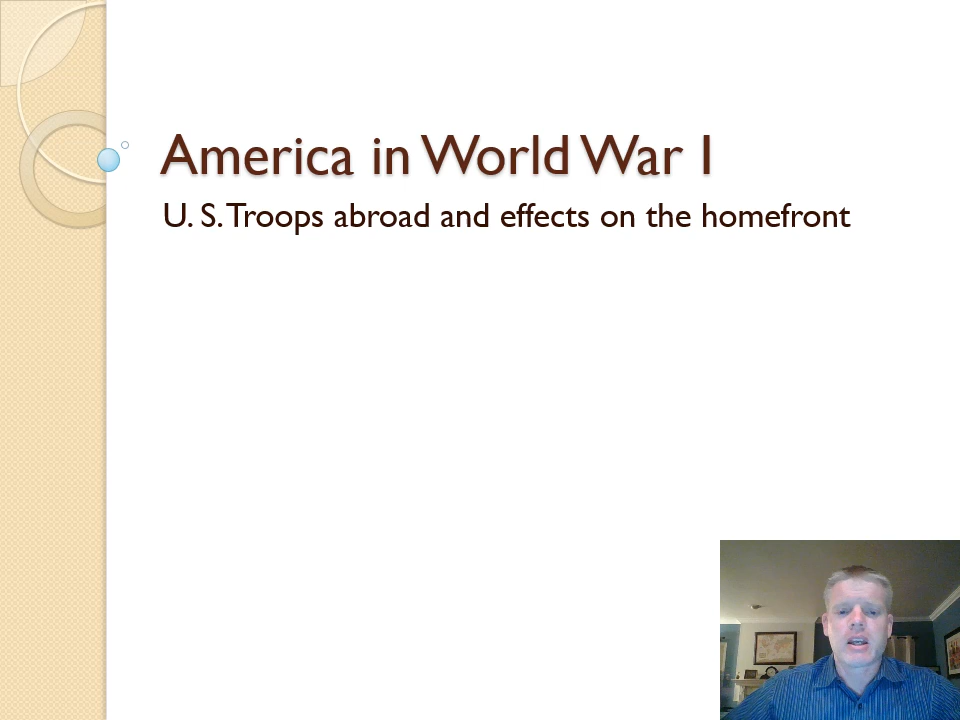 America in World War I
U. S. Troops abroad and effects on the homefront